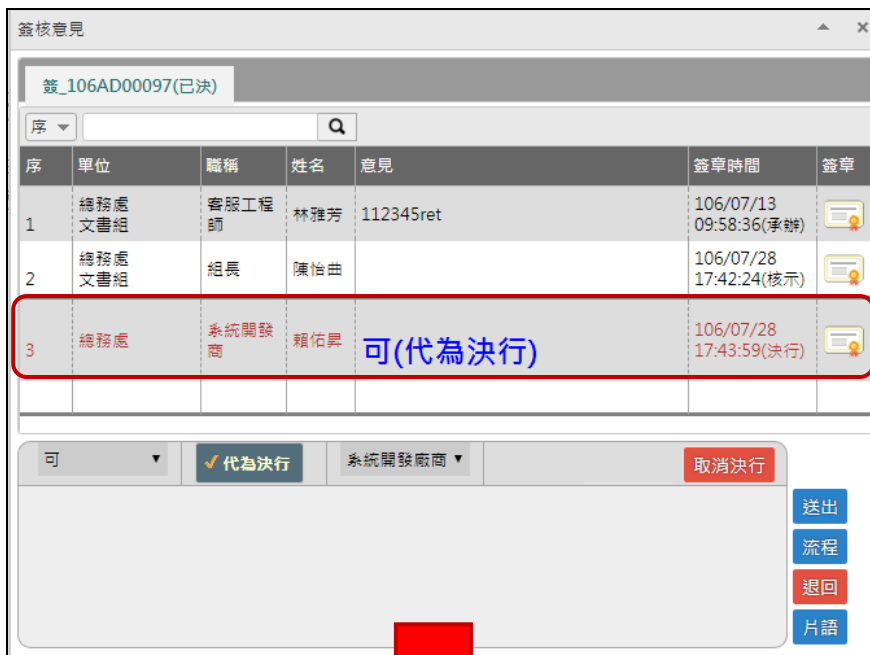 簽核意見
簽_106AD00097(已決)
序
序 單位 職稱 姓名 意見 簽章時間 簽章
1 總務處 文書組 客服工程師 林雅芳 112345ret 106/07/13 09:58:36(承辦)
2 總務處 文書組 組長 陳怡曲 106/07/28 17:42:24(核示)
3 總務處 系統開發商 賴佑昇 可(代為決行) 106/07/28 17:43:59(決行)
可 代為決行 系統開發廠商 取消決行
送出
流程
退回
片語